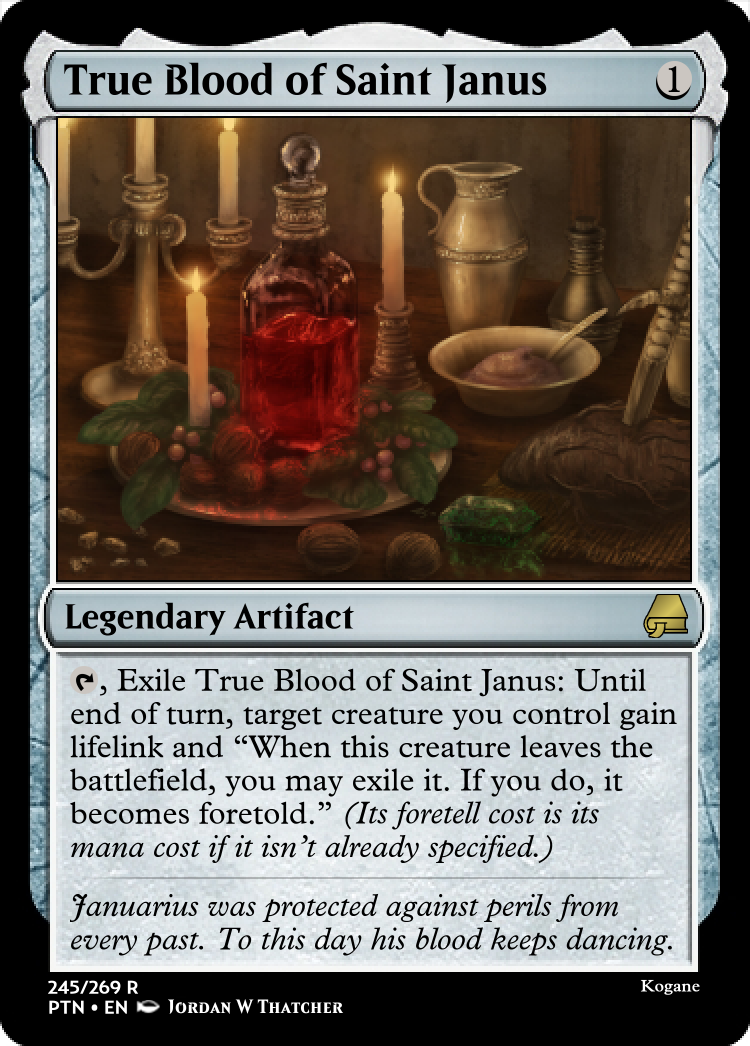 True Blood of Saint Janus 1
Legendary Artifact
, Exile True Blood of Saint Janus: Until
end of turn, target creature you control gain
lifelink and “When this creature leaves the
battlefield, you may exile it. If you do, it
becomes foretold.” (Its foretell cost is its
mana cost if it isn’t already specified.)
Januarius was protected against perils from
every past. To this day his blood keeps dancing.
245/269 R
Kogane
PTN • EN Jordan W Thatcher